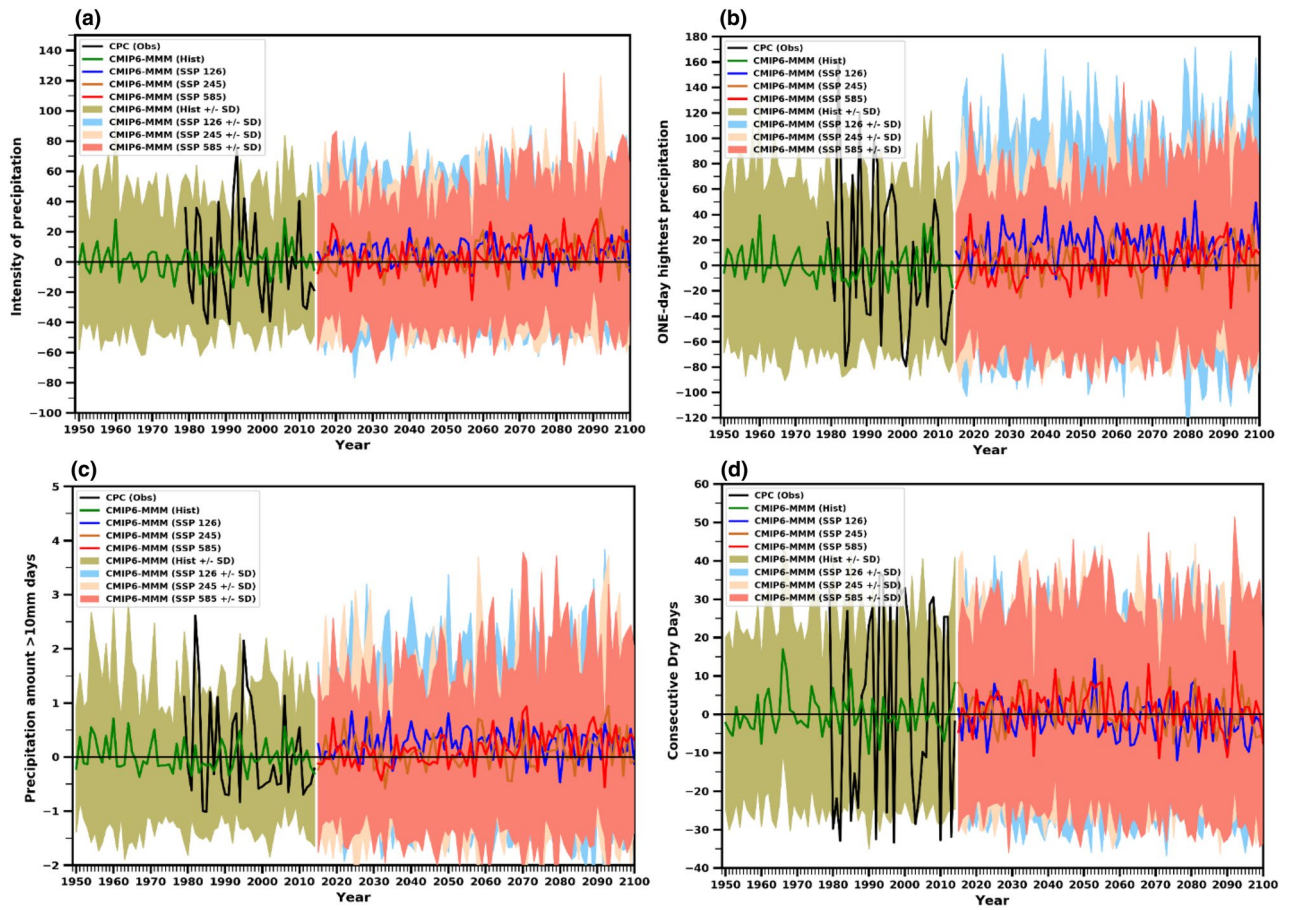 (a)
150
140
120
100
80
60
40
20
0
−20
−40
−60
−80
−100
Intensity of precipitation
CPC (Obs)
CMIP6-MMM (Hist)
CMIP6-MMM (SSP 126)
CMIP6-MMM (SSP 245)
CMIP6-MMM (SSP 585)
CMIP6-MMM (Hist +/- SD)
CMIP6-MMM (SSP 126 +/- SD)
CMIP6-MMM (SSP 245 +/- SD)
CMIP6-MMM (SSP 585 +/- SD)
1950 1960 1970 1980 1990 2000 2010 2020 2030 2040 2050 2060 2070 2080 2090 2100
Year
(b)
180
160
140
120
100
80
60
40
20
0
−20
−40
−60
−80
−100
−120
ONE-day hightest precipitation
CPC (Obs)
CMIP6-MMM (Hist)
CMIP6-MMM (SSP 126)
CMIP6-MMM (SSP 245)
CMIP6-MMM (SSP 585)
CMIP6-MMM (Hist +/- SD)
CMIP6-MMM (SSP 126 +/- SD)
CMIP6-MMM (SSP 245 +/- SD)
CMIP6-MMM (SSP 585 +/- SD)
1950 1960 1970 1980 1990 2000 2010 2020 2030 2040 2050 2060 2070 2080 2090 2100
Year
(c)
5
4
3
2
1
0
−1
−2
Precipitation amount >10mm days
CPC (Obs)
CMIP6-MMM (Hist)
CMIP6-MMM (SSP 126)
CMIP6-MMM (SSP 245)
CMIP6-MMM (SSP 585)
CMIP6-MMM (Hist +/- SD)
CMIP6-MMM (SSP 126 +/- SD)
CMIP6-MMM (SSP 245 +/- SD)
CMIP6-MMM (SSP 585 +/- SD)
1950 1960 1970 1980 1990 2000 2010 2020 2030 2040 2050 2060 2070 2080 2090 2100
Year
(d)
60
50
40
30
20
10
0
−10
−20
−30
−40
Consecutive Dry Days
CPC (Obs)
CMIP6-MMM (Hist)
CMIP6-MMM (SSP 126)
CMIP6-MMM (SSP 245)
CMIP6-MMM (SSP 585)
CMIP6-MMM (Hist +/- SD)
CMIP6-MMM (SSP 126 +/- SD)
CMIP6-MMM (SSP 245 +/- SD)
CMIP6-MMM (SSP 585 +/- SD)
1950 1960 1970 1980 1990 2000 2010 2020 2030 2040 2050 2060 2070 2080 2090 2100
Year